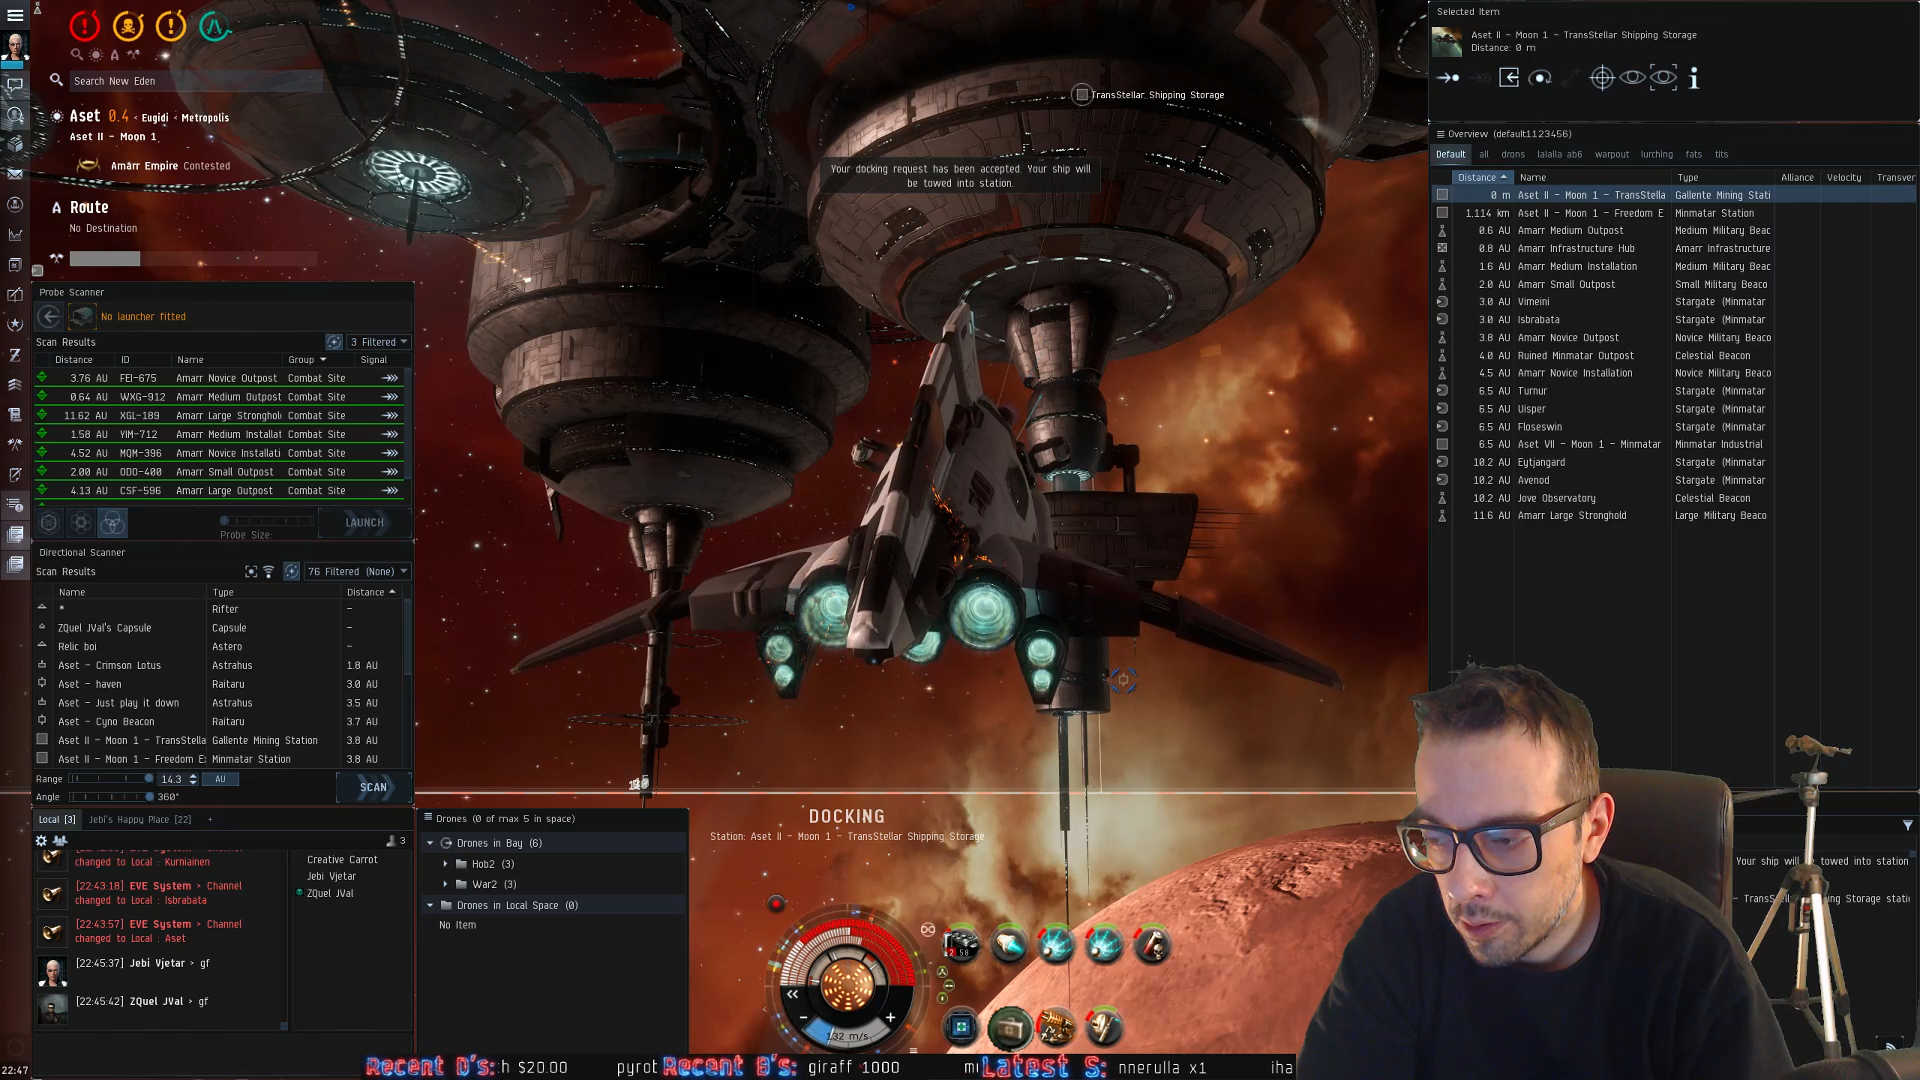 Search New Eden
Aset 0.4 < Eugidi < Metropolis
Aset II - Moon 1
Amarr Empire Contested
Route
No Destination
Probe Scanner
No launcher fitted
Scan Results
3 Filtered
Distance ID Name Group Signal
3.76 AU FEI-675 Amarr Novice Outpost Combat Site
0.64 AU WXG-912 Amarr Medium Outpost Combat Site
11.62 AU XGL-189 Amarr Large Stronghol Combat Site
1.58 AU YIM-712 Amarr Medium Installat Combat Site
4.52 AU MQM-396 Amarr Novice Installati Combat Site
2.00 AU ODO-400 Amarr Small Outpost Combat Site
4.13 AU CSF-596 Amarr Large Outpost Combat Site
Probe Size:
LAUNCH
Directional Scanner
Scan Results
76 Filtered (None)
Name Type Distance
* Rifter -
ZQuel JVal's Capsule Capsule -
Relic boi Astero -
Aset - Crimson Lotus Astrahus 1.8 AU
Aset - haven Raitaru 3.0 AU
Aset - Just play it down Astrahus 3.5 AU
Aset - Cyno Beacon Raitaru 3.7 AU
Aset II - Moon 1 - TransStella Gallente Mining Station 3.8 AU
Aset II - Moon 1 - Freedom E Minmatar Station 3.8 AU
Range 14.3 AU
Angle 360°
SCAN
Local [3] Jebi's Happy Place [22] +
3
changed to Local : Kurniainen
[22:43:18] EVE System > Channel
changed to Local : Isbrabata
[22:43:57] EVE System > Channel
changed to Local : Aset
[22:45:37] Jebi Vjetar > gf
[22:45:42] ZQuel JVal > gf
Creative Carrot
Jebi Vjetar
ZQuel JVal
22:47
TransStellar Shipping Storage
Your docking request has been accepted. Your ship will
be towed into station.
Drones (0 of max 5 in space)
Drones in Bay (6)
Hob2 (3)
War2 (3)
Drones in Local Space (0)
No Item
DOCKING
Station: Aset II - Moon 1 - TransStellar Shipping Storage
132 m/s
Recent D's: h $20.00 pyrot Recent B's: giraff 1000 Latest S: nnerulla x1 iha
Selected Item
Aset II - Moon 1 - TransStellar Shipping Storage
Distance: 0 m
Overview (default1123456)
Default all drons lalalla ab6 warpout lurching fats tits
Distance Name Type Alliance Velocity Transver
0 m Aset II - Moon 1 - TransStella Gallente Mining Stati
1.114 km Aset II - Moon 1 - Freedom E Minmatar Station
0.6 AU Amarr Medium Outpost Medium Military Beac
0.8 AU Amarr Infrastructure Hub Amarr Infrastructure
1.6 AU Amarr Medium Installation Medium Military Beac
2.0 AU Amarr Small Outpost Small Military Beaco
3.0 AU Vimeini Stargate (Minmatar
3.0 AU Isbrabata Stargate (Minmatar
3.8 AU Amarr Novice Outpost Novice Military Beac
4.0 AU Ruined Minmatar Outpost Celestial Beacon
4.5 AU Amarr Novice Installation Novice Military Beaco
6.5 AU Turnur Stargate (Minmatar
6.5 AU Uisper Stargate (Minmatar
6.5 AU Floseswin Stargate (Minmatar
6.5 AU Aset VII - Moon 1 - Minmatar Minmatar Industrial
10.2 AU Eytjangard Stargate (Minmatar
10.2 AU Avenod Stargate (Minmatar
10.2 AU Jove Observatory Celestial Beacon
11.6 AU Amarr Large Stronghold Large Military Beaco
Your ship will be towed into station